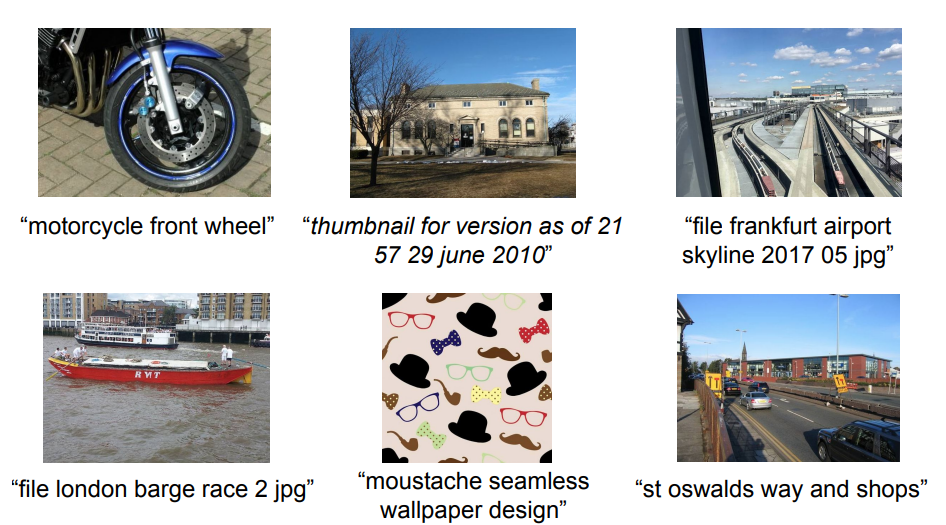 “motorcycle front wheel”
“thumbnail for version as of 21
57 29 june 2010”
“file frankfurt airport
skyline 2017 05 jpg”
RMT
“file london barge race 2 jpg”
“moustache seamless
wallpaper design”
“st oswalds way and shops”